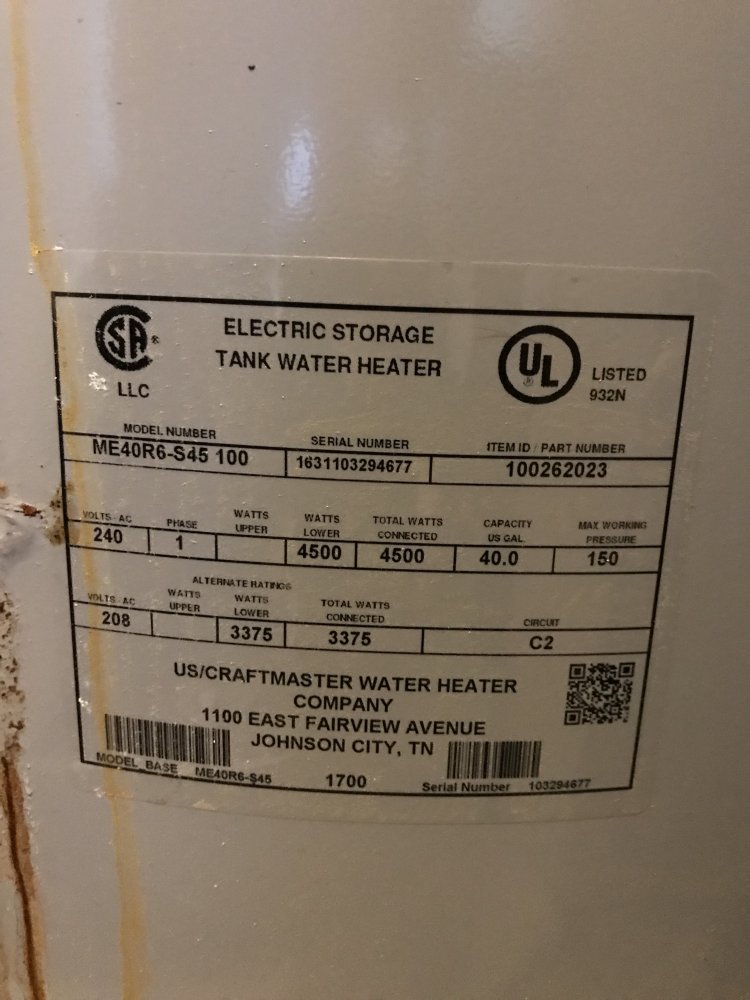 SA
LLC
ELECTRIC STORAGE
TANK WATER HEATER
UL
LISTED
932N
MODEL NUMBER
ME40R6-S45 100
SERIAL NUMBER
1631103294677
ITEM ID / PART NUMBER
100262023
VOLTS - AC
240
PHASE
1
WATTS
UPPER
WATTS
LOWER
4500
TOTAL WATTS
CONNECTED
4500
CAPACITY
US GAL.
40.0
MAX WORKING
PRESSURE
150
ALTERNATE RATINGS
VOLTS - AC
208
WATTS
UPPER
WATTS
LOWER
3375
TOTAL WATTS
CONNECTED
3375
CIRCUIT
C2
US/CRAFTMASTER WATER HEATER
COMPANY
1100 EAST FAIRVIEW AVENUE
JOHNSON CITY, TN
MODEL BASE ME40R6-S45
1700
Serial Number 103294677